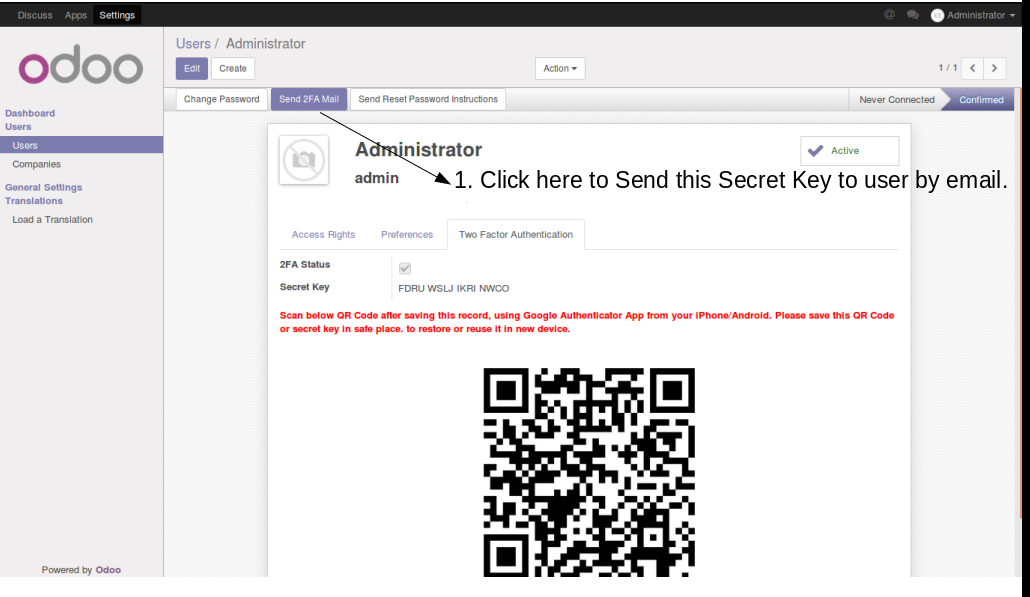 Discuss Apps Settings
@ Administrator
odoo
Users / Administrator
Edit Create Action 1 / 1
Change Password Send 2FA Mail Send Reset Password Instructions Never Connected Confirmed
Dashboard
Users
Users
Companies
General Settings
Translations
Load a Translation
Administrator
Active
admin
1. Click here to Send this Secret Key to user by email.
Access Rights Preferences Two Factor Authentication
2FA Status
Secret Key FDRU WSLJ IKRI NWCO
Scan below QR Code after saving this record, using Google Authenticator App from your iPhone/Android. Please save this QR Code
or secret key in safe place. to restore or reuse it in new device.
Powered by Odoo